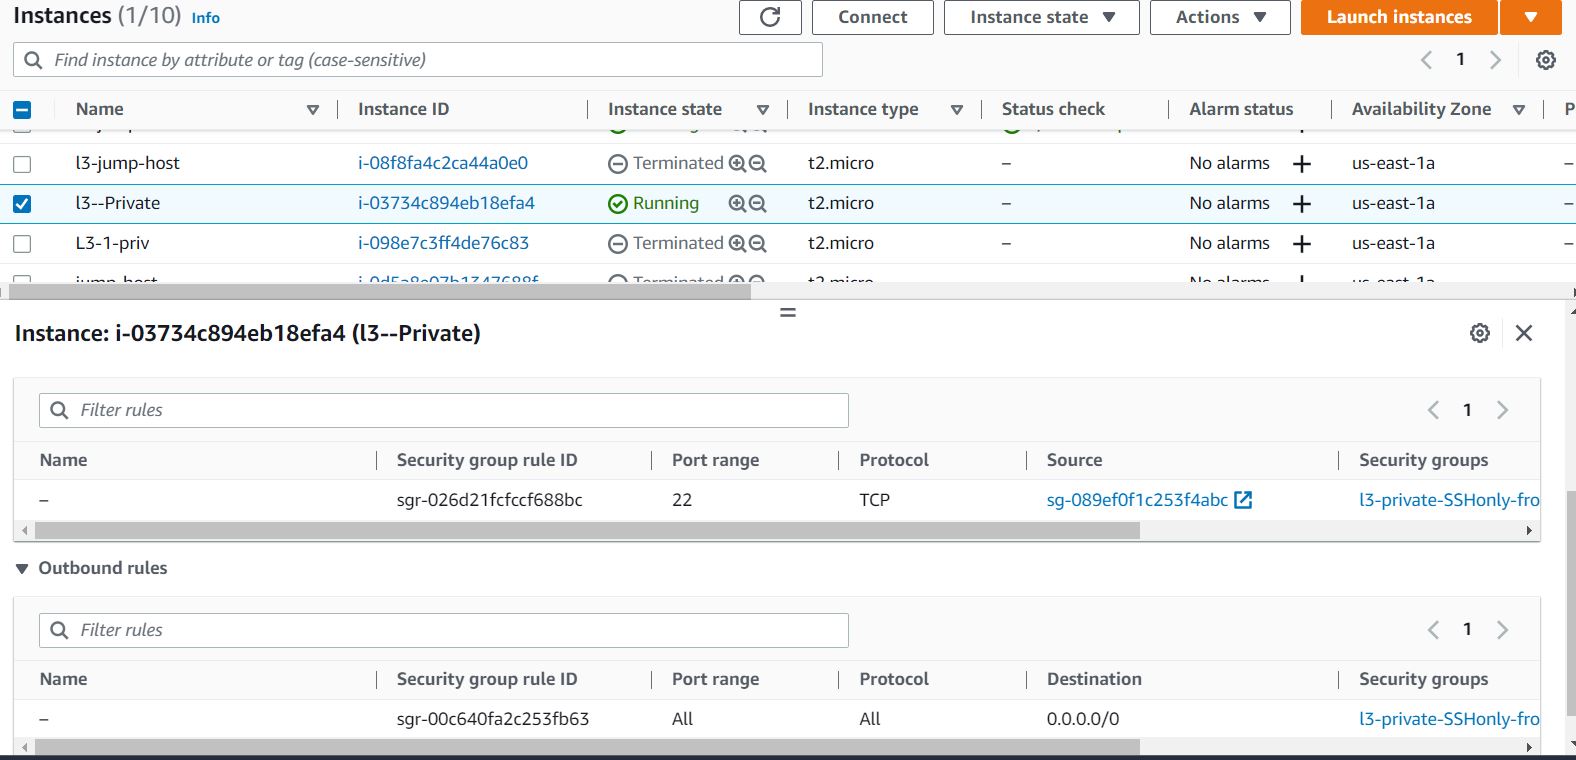 Instances (1/10) Info
Connect Instance state Actions Launch instances
Find instance by attribute or tag (case-sensitive) 1
Name Instance ID Instance state Instance type Status check Alarm status Availability Zone P
l3-jump-host i-08f8fa4c2ca44a0e0 Terminated t2.micro – No alarms + us-east-1a –
l3--Private i-03734c894eb18efa4 Running t2.micro – No alarms + us-east-1a –
L3-1-priv i-098e7c3ff4de76c83 Terminated t2.micro – No alarms + us-east-1a –
jump-host Terminated t2.micro No alarms us-east-1a
Instance: i-03734c894eb18efa4 (l3--Private)
Filter rules 1
Name Security group rule ID Port range Protocol Source Security groups
– sgr-026d21fcfccf688bc 22 TCP sg-089ef0f1c253f4abc l3-private-SSHonly-fro
Outbound rules
Filter rules 1
Name Security group rule ID Port range Protocol Destination Security groups
– sgr-00c640fa2c253fb63 All All 0.0.0.0/0 l3-private-SSHonly-fro